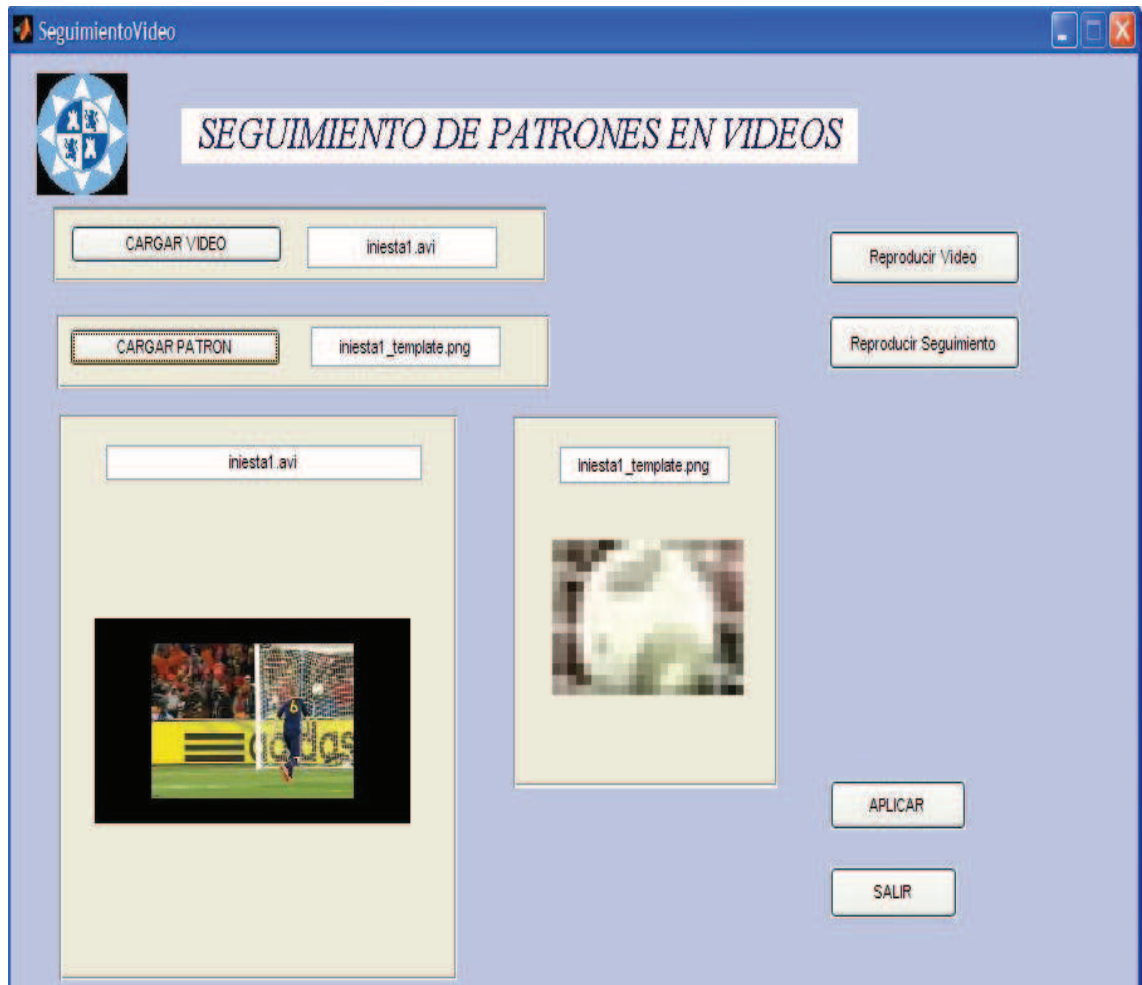 SeguimientoVideo
SEGUIMIENTO DE PATRONES EN VIDEOS
CARGAR VIDEO
iniesta1.avi
Reproducir Video
CARGAR PATRON
iniesta1_template.png
Reproducir Seguimiento
iniesta1.avi
iniesta1_template.png
6
adidas
APLICAR
SALIR